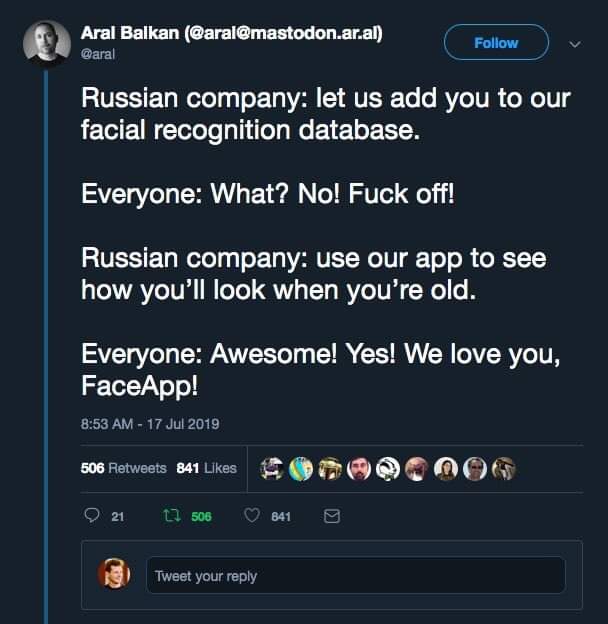 Aral Balkan (@aral@mastodon.ar.al)
@aral
Follow
Russian company: let us add you to our
facial recognition database.
Everyone: What? No! Fuck off!
Russian company: use our app to see
how you’ll look when you’re old.
Everyone: Awesome! Yes! We love you,
FaceApp!
8:53 AM - 17 Jul 2019
506 Retweets 841 Likes
21 506 841
Tweet your reply